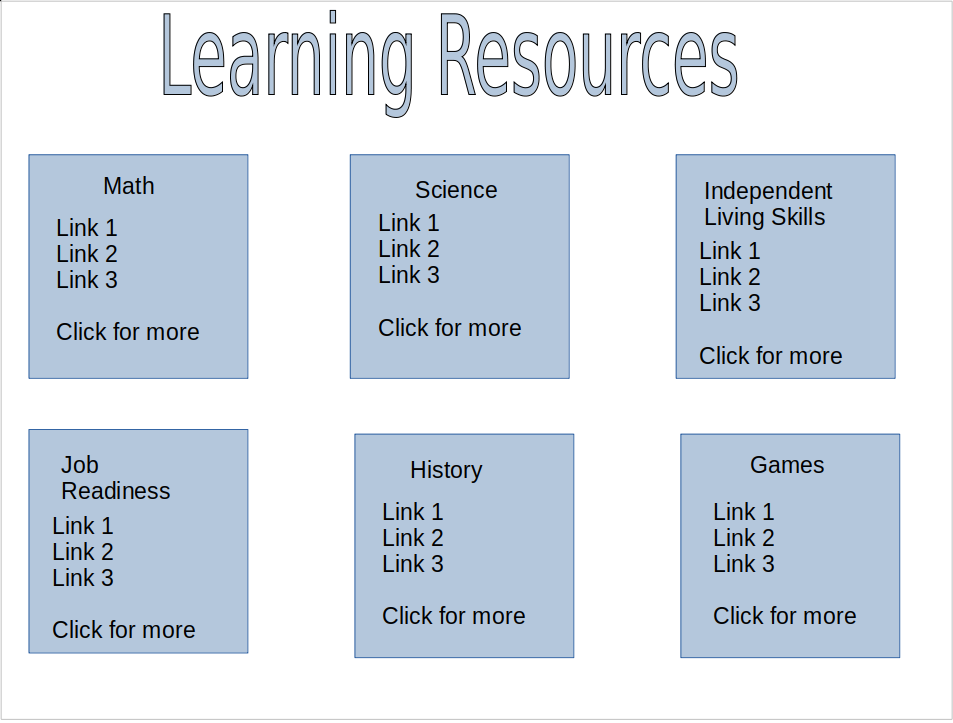 Learning Resources
Math
Link 1
Link 2
Link 3
Click for more
Science
Link 1
Link 2
Link 3
Click for more
Independent
Living Skills
Link 1
Link 2
Link 3
Click for more
Job
Readiness
Link 1
Link 2
Link 3
Click for more
History
Link 1
Link 2
Link 3
Click for more
Games
Link 1
Link 2
Link 3
Click for more